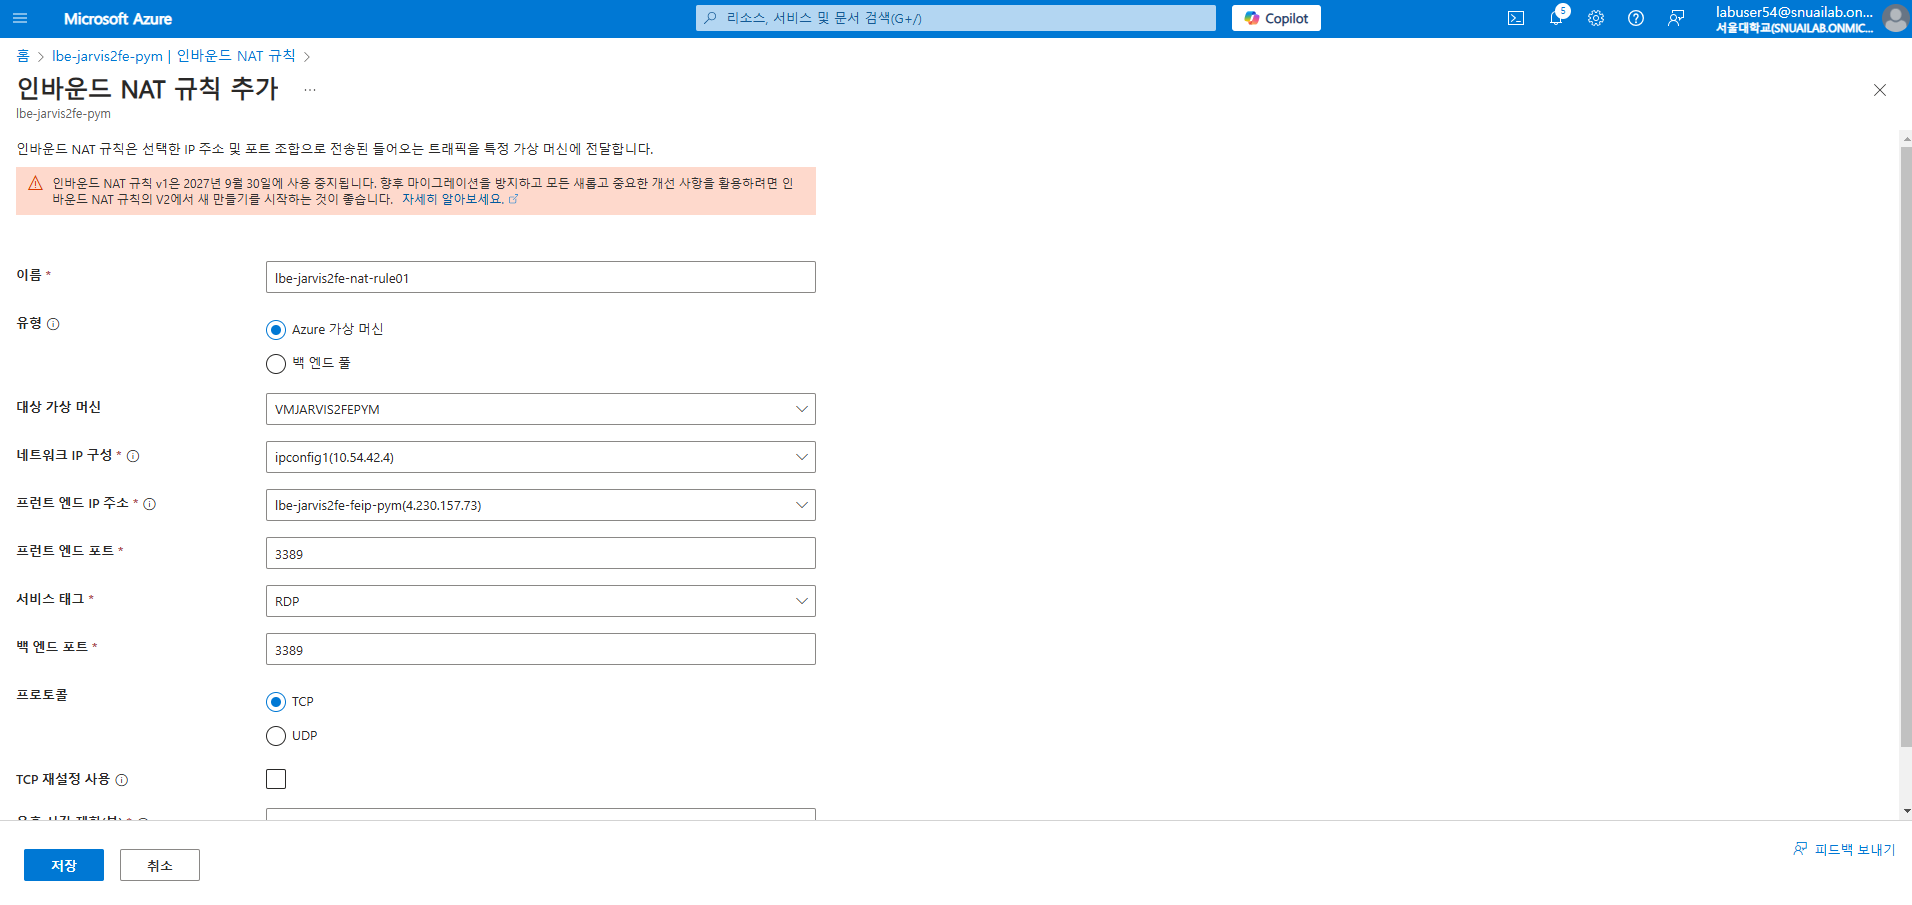 Microsoft Azure
리소스, 서비스 및 문서 검색(G+/)
Copilot
5
labuser54@snuailab.on...
서울대학교(SNUAILAB.ONMIC...
홈 > lbe-jarvis2fe-pym | 인바운드 NAT 규칙 >
인바운드 NAT 규칙 추가 ...
lbe-jarvis2fe-pym
인바운드 NAT 규칙은 선택한 IP 주소 및 포트 조합으로 전송된 들어오는 트래픽을 특정 가상 머신에 전달합니다.
인바운드 NAT 규칙 v1은 2027년 9월 30일에 사용 중지됩니다. 향후 마이그레이션을 방지하고 모든 새롭고 중요한 개선 사항을 활용하려면 인
바운드 NAT 규칙의 V2에서 새 만들기를 시작하는 것이 좋습니다. 자세히 알아보세요.
이름 *
lbe-jarvis2fe-nat-rule01
유형
Azure 가상 머신
백 엔드 풀
대상 가상 머신
VMJARVIS2FEPYM
네트워크 IP 구성 *
ipconfig1(10.54.42.4)
프런트 엔드 IP 주소 *
lbe-jarvis2fe-feip-pym(4.230.157.73)
프런트 엔드 포트 *
3389
서비스 태그 *
RDP
백 엔드 포트 *
3389
프로토콜
TCP
UDP
TCP 재설정 사용
저장
취소
피드백 보내기